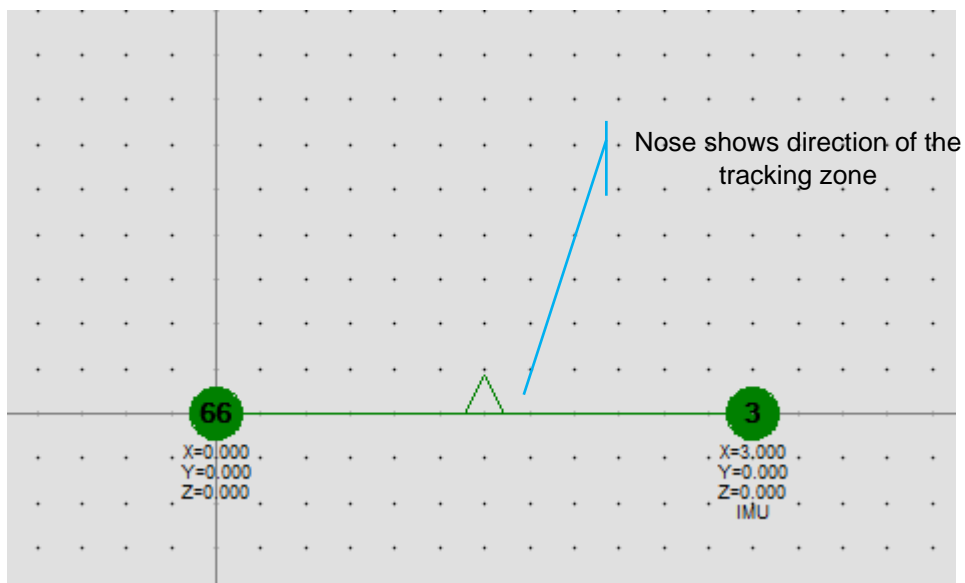 Nose shows direction of the
tracking zone
66
X=0.000
Y=0.000
Z=0.000
3
X=3.000
Y=0.000
Z=0.000
IMU